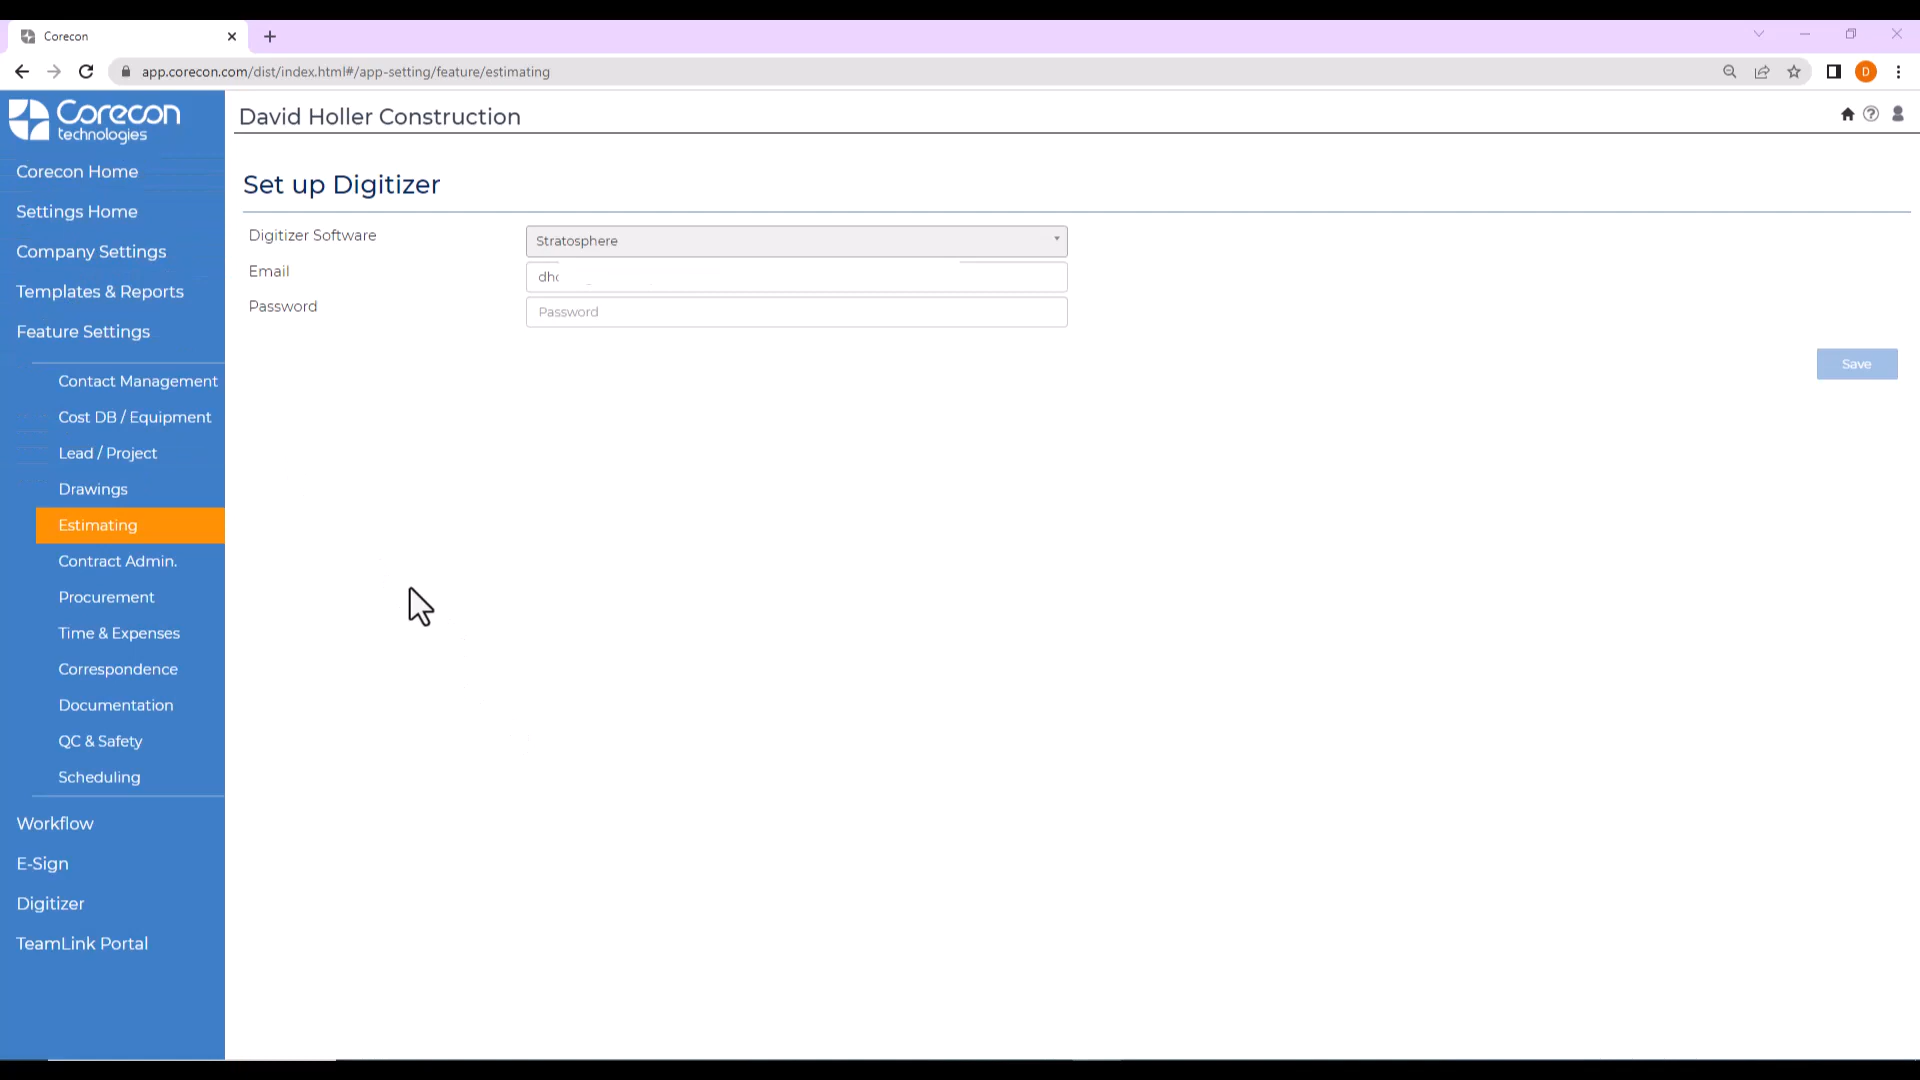 Corecon
app.corecon.com/dist/index.html#/app-setting/feature/estimating
D
Corecon
technologies
David Holler Construction
Corecon Home
Settings Home
Company Settings
Templates & Reports
Feature Settings
Contact Management
Cost DB / Equipment
Lead / Project
Drawings
Estimating
Contract Admin.
Procurement
Time & Expenses
Correspondence
Documentation
QC & Safety
Scheduling
Workflow
E-Sign
Digitizer
TeamLink Portal
Set up Digitizer
Digitizer Software
Stratosphere
Email
Password
Password
Save